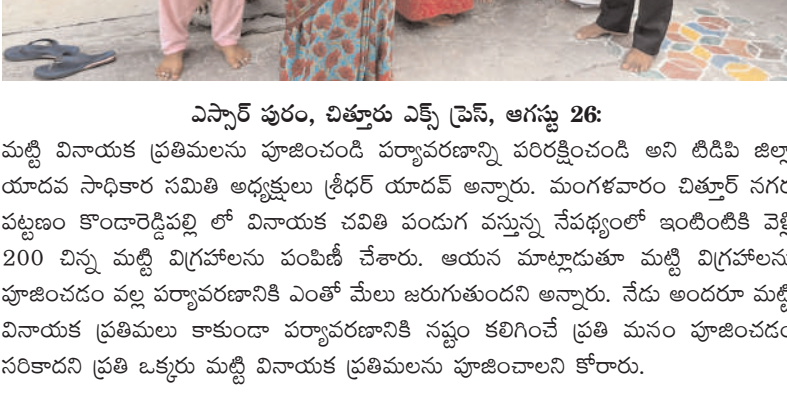 ఎస్సార్ పురం, చిత్తూరు ఎక్స్ ప్రెస్, ఆగస్టు 26:
మట్టి వినాయక ప్రతిమలను పూజించండి పర్యావరణాన్ని పరిరక్షించండి అని టిడిపి జిల్లా
యాదవ సాధికార సమితి అధ్యక్షులు శ్రీధర్ యాదవ్ అన్నారు. మంగళవారం చిత్తూర్ నగర
పట్టణం కొండారెడ్డిపల్లి లో వినాయక చవితి పండుగ వస్తున్న నేపథ్యంలో ఇంటింటికి వెళ్లి
200 చిన్న మట్టి విగ్రహాలను పంపిణీ చేశారు. ఆయన మాట్లాడుతూ మట్టి విగ్రహాలను
పూజించడం వల్ల పర్యావరణానికి ఎంతో మేలు జరుగుతుందని అన్నారు. నేడు అందరూ మట్టి
వినాయక ప్రతిమలు కాకుండా పర్యావరణానికి నష్టం కలిగించే ప్రతి మనం పూజించడం
సరికాదని ప్రతి ఒక్కరు మట్టి వినాయక ప్రతిమలను పూజించాలని కోరారు.